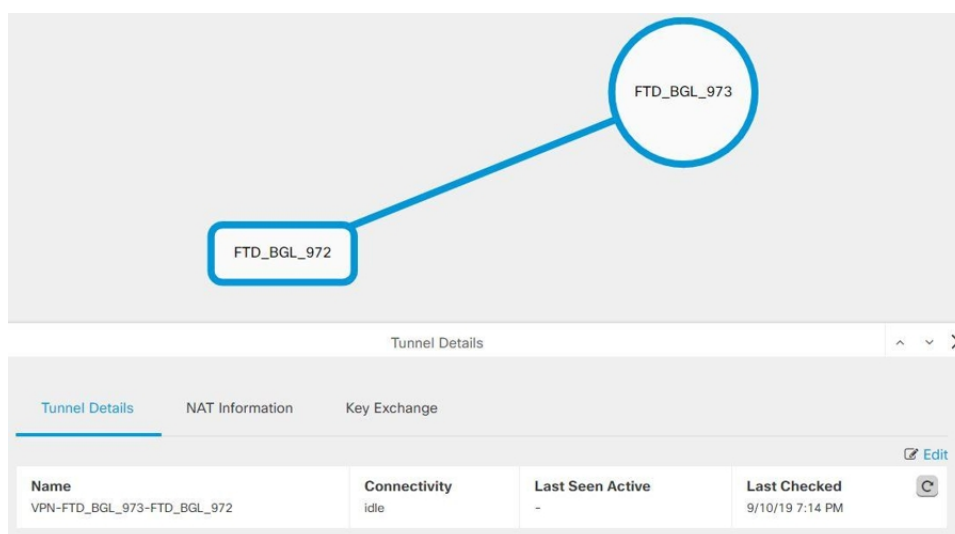 FTD_BGL_973
FTD_BGL_972
Tunnel Details
Tunnel Details NAT Information Key Exchange
Edit
Name Connectivity Last Seen Active Last Checked
VPN-FTD_BGL_973-FTD_BGL_972 idle - 9/10/19 7:14 PM